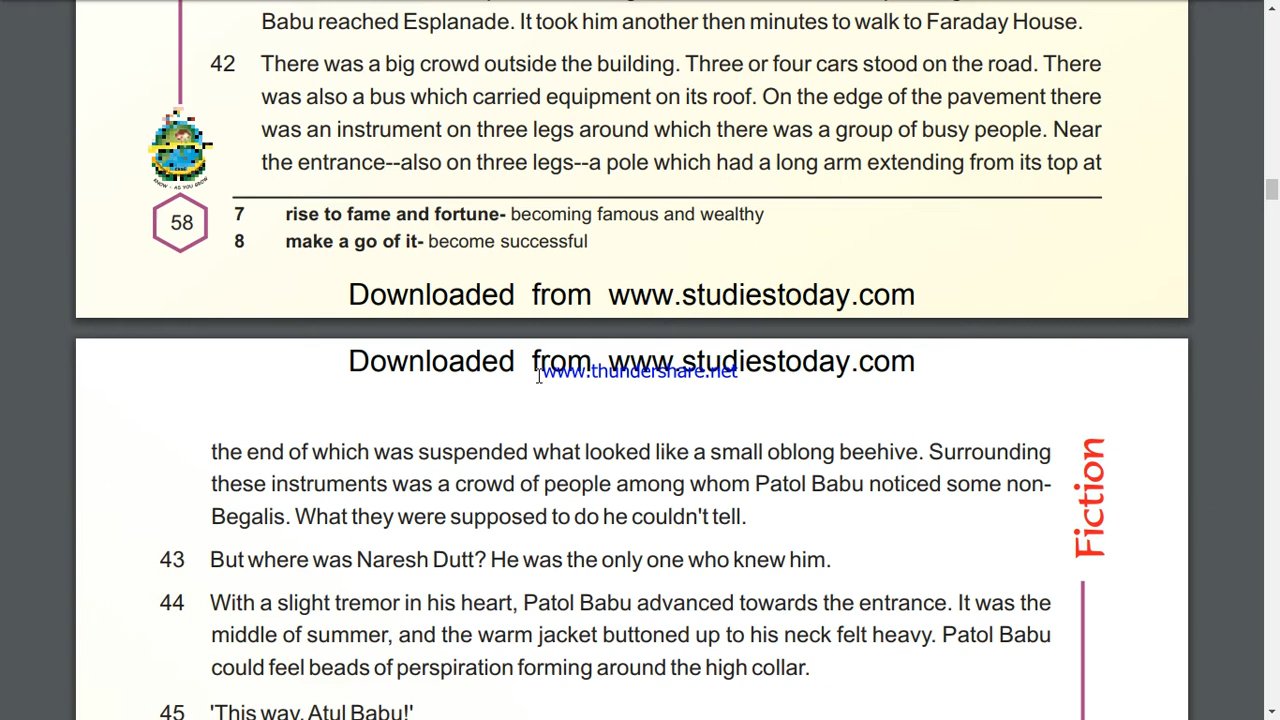 Babu reached Esplanade. It took him another then minutes to walk to Faraday House.
42 There was a big crowd outside the building. Three or four cars stood on the road. There
was also a bus which carried equipment on its roof. On the edge of the pavement there
was an instrument on three legs around which there was a group of busy people. Near
the entrance--also on three legs--a pole which had a long arm extending from its top at
KNOW - AS YOU GROW
58
7 rise to fame and fortune- becoming famous and wealthy
8 make a go of it- become successful
Downloaded from www.studiestoday.com
Downloaded from www.studiestoday.com
www.thundershare.net
the end of which was suspended what looked like a small oblong beehive. Surrounding
these instruments was a crowd of people among whom Patol Babu noticed some non-
Begalis. What they were supposed to do he couldn't tell.
Fiction
43 But where was Naresh Dutt? He was the only one who knew him.
44 With a slight tremor in his heart, Patol Babu advanced towards the entrance. It was the
middle of summer, and the warm jacket buttoned up to his neck felt heavy. Patol Babu
could feel beads of perspiration forming around the high collar.
45 'This way, Atul Babu!'